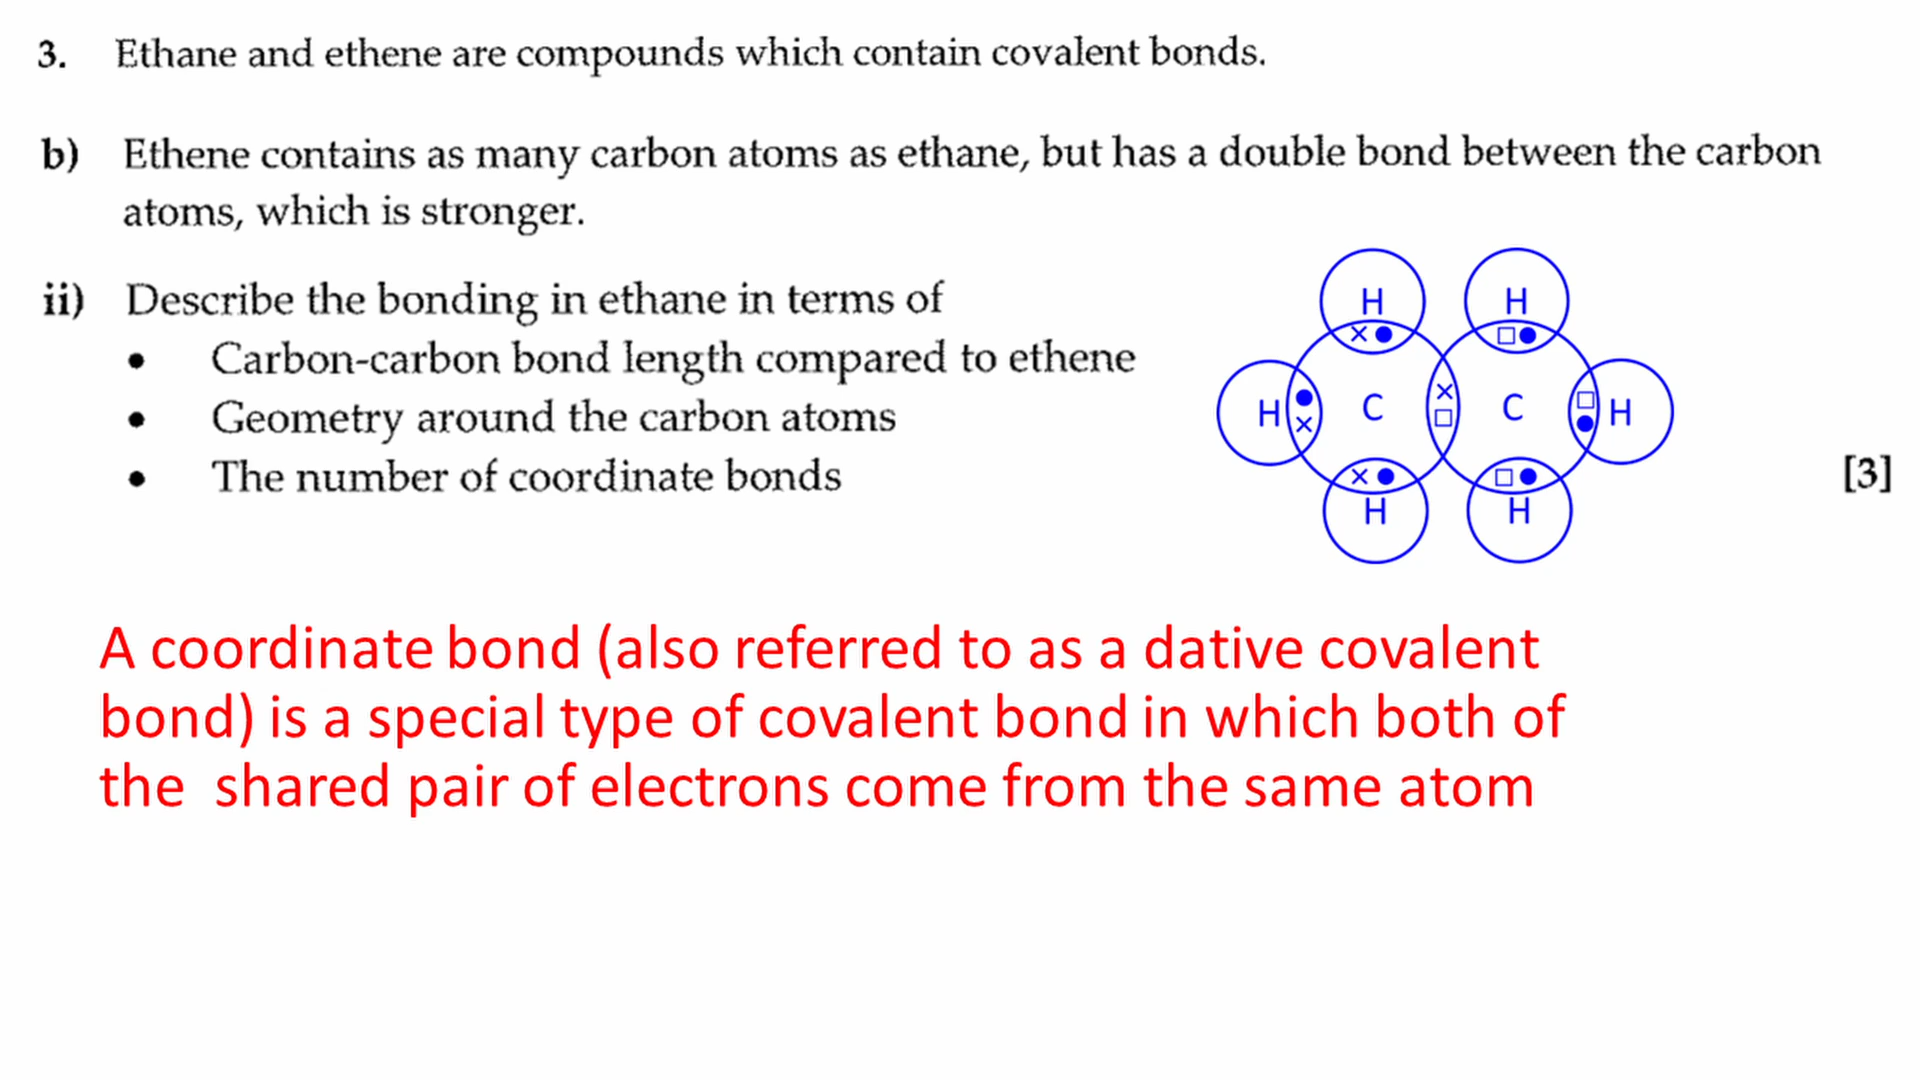 3. Ethane and ethene are compounds which contain covalent bonds.
b) Ethene contains as many carbon atoms as ethane, but has a double bond between the carbon
atoms, which is stronger.
ii) Describe the bonding in ethane in terms of
• Carbon-carbon bond length compared to ethene
• Geometry around the carbon atoms
• The number of coordinate bonds
[3]
H H
H C C H
H H
A coordinate bond (also referred to as a dative covalent
bond) is a special type of covalent bond in which both of
the shared pair of electrons come from the same atom